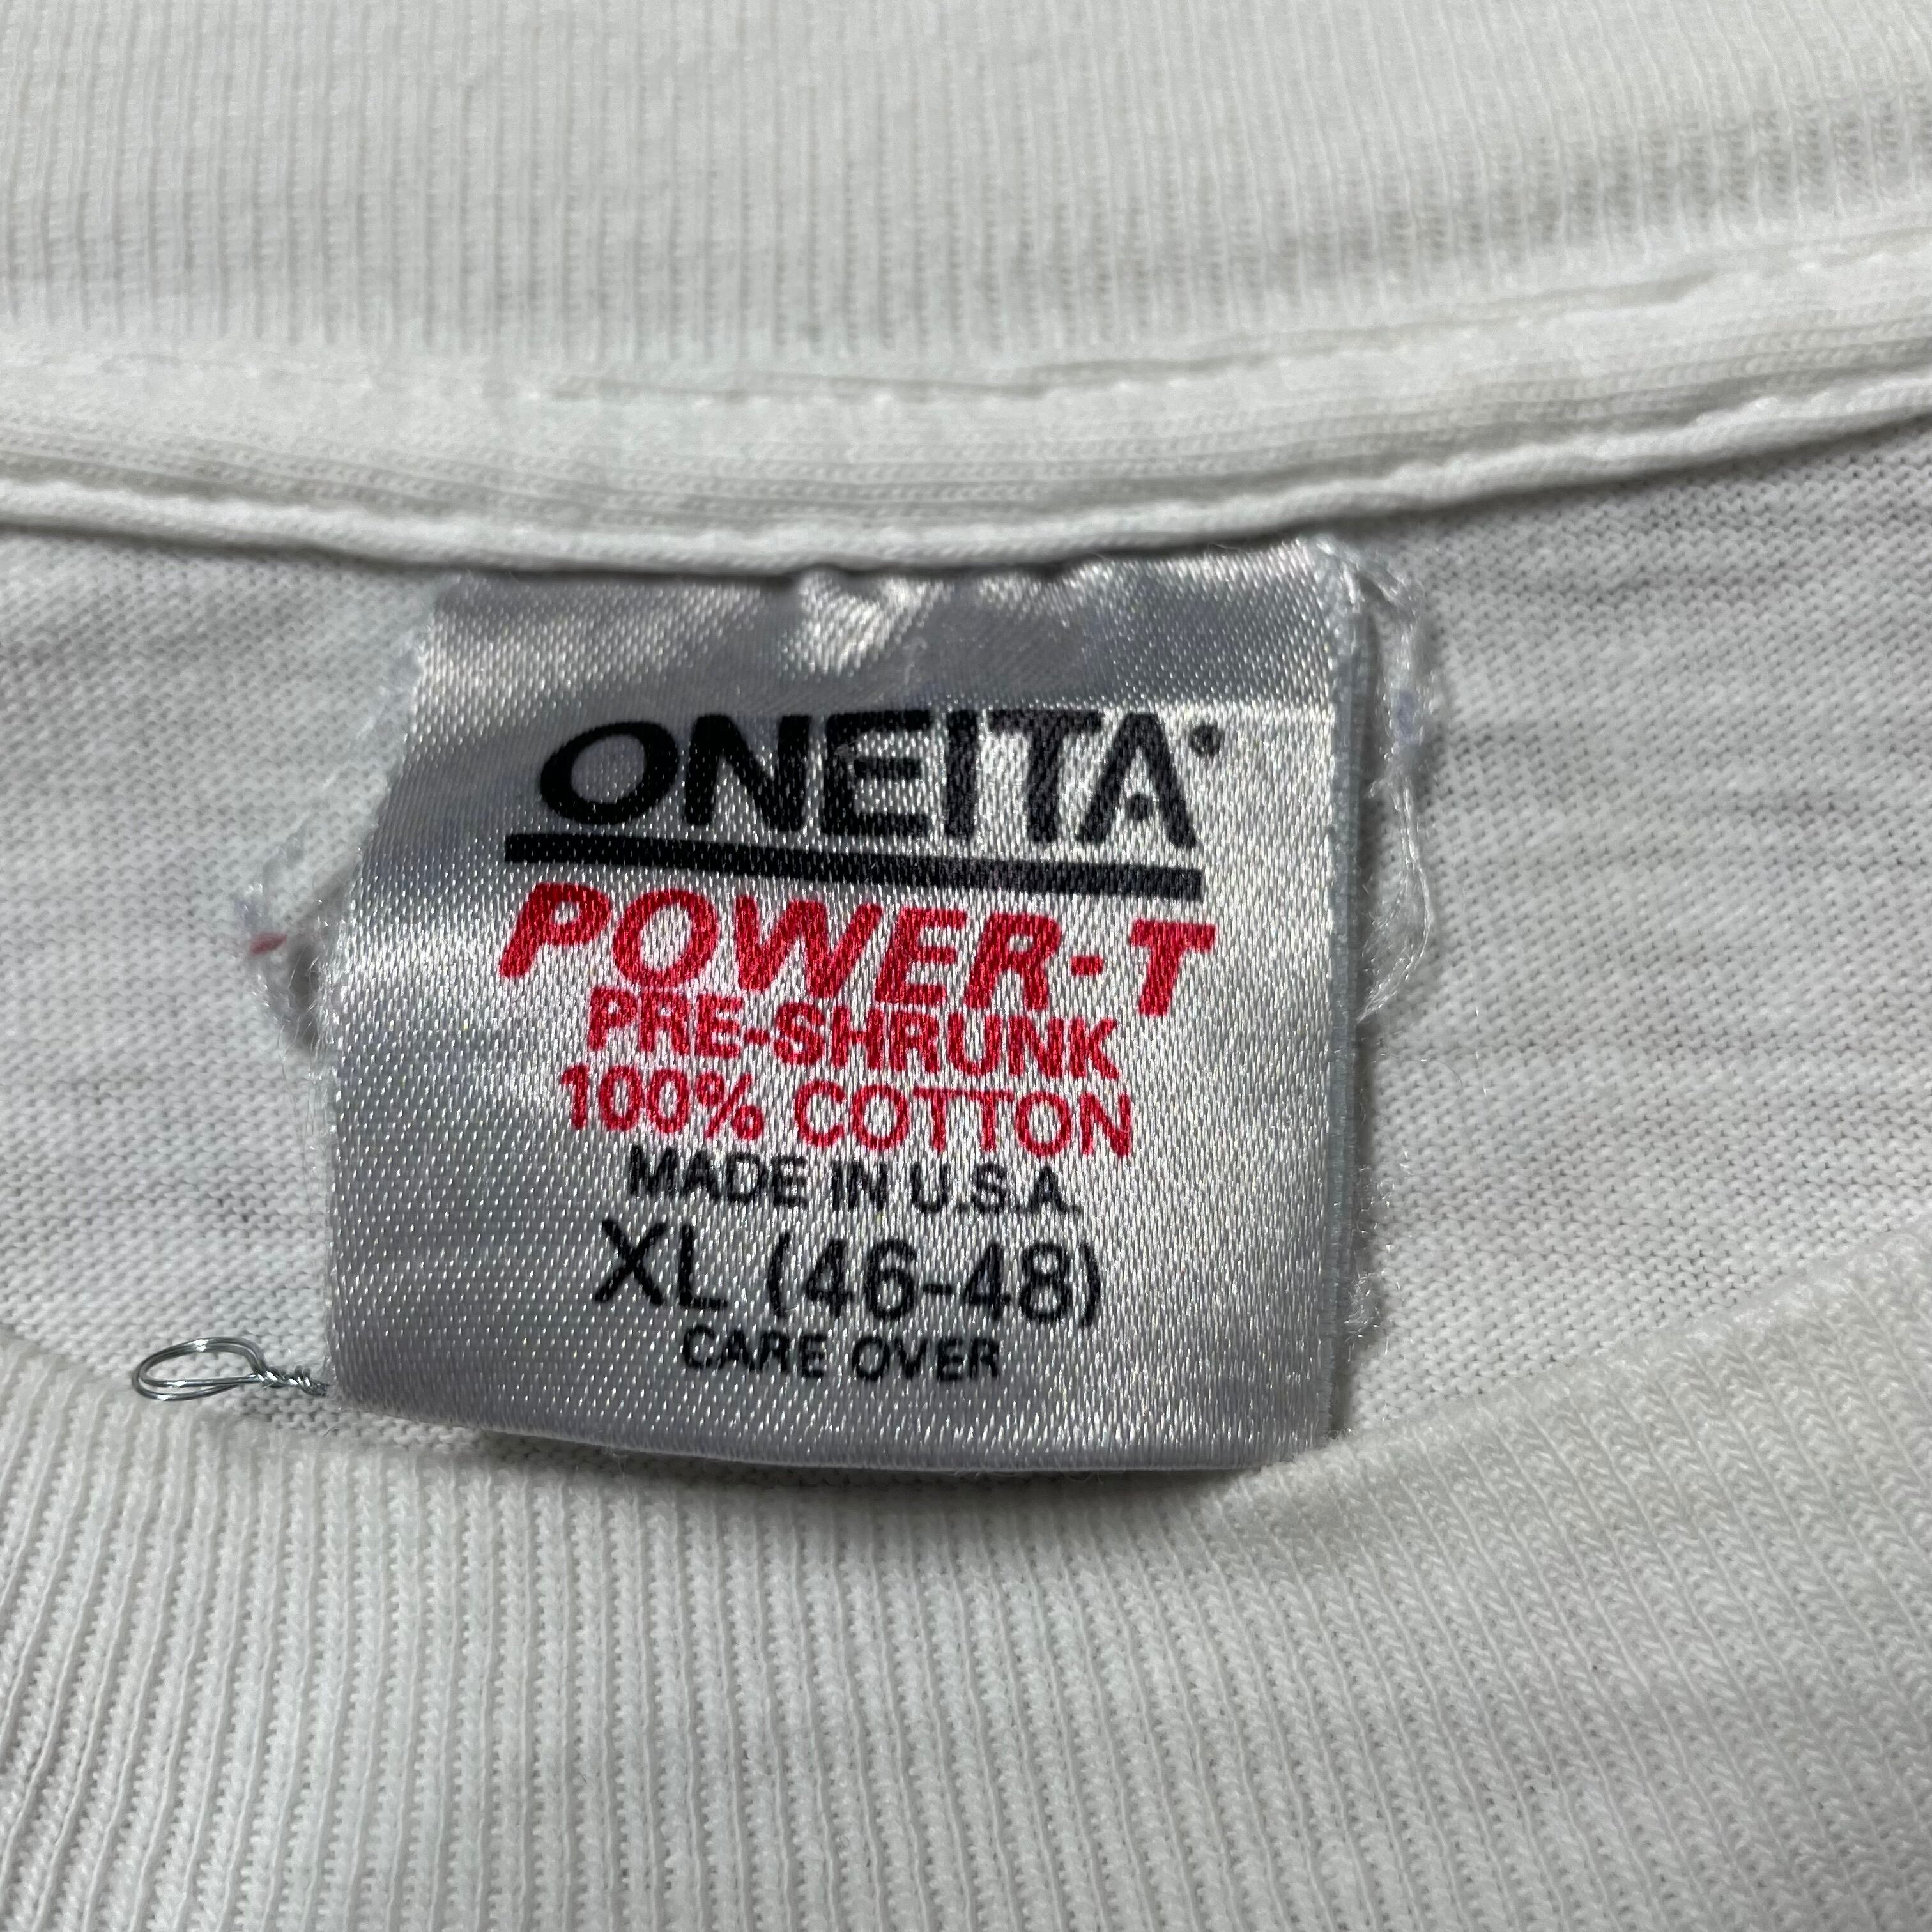 ONEITA
POWER-T
PRE-SHRUNK
100% COTTON
MADE IN U.S.A.
XL (46-48)
CARE OVER